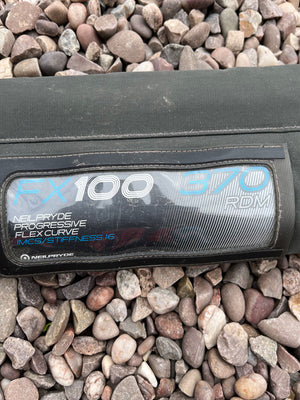 FX100 370
RDM
NEILPRYDE
PROGRESSIVE
FLEX CURVE
IMCS/STIFFNESS 16
NEILPRYDE